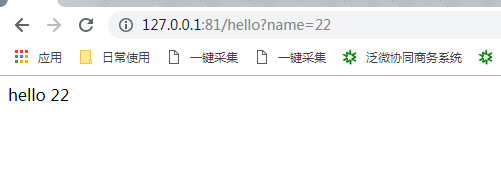 127.0.0.1:81/hello?name=22
应用 日常使用 一键采集 一键采集 泛微协同商务系统
hello 22